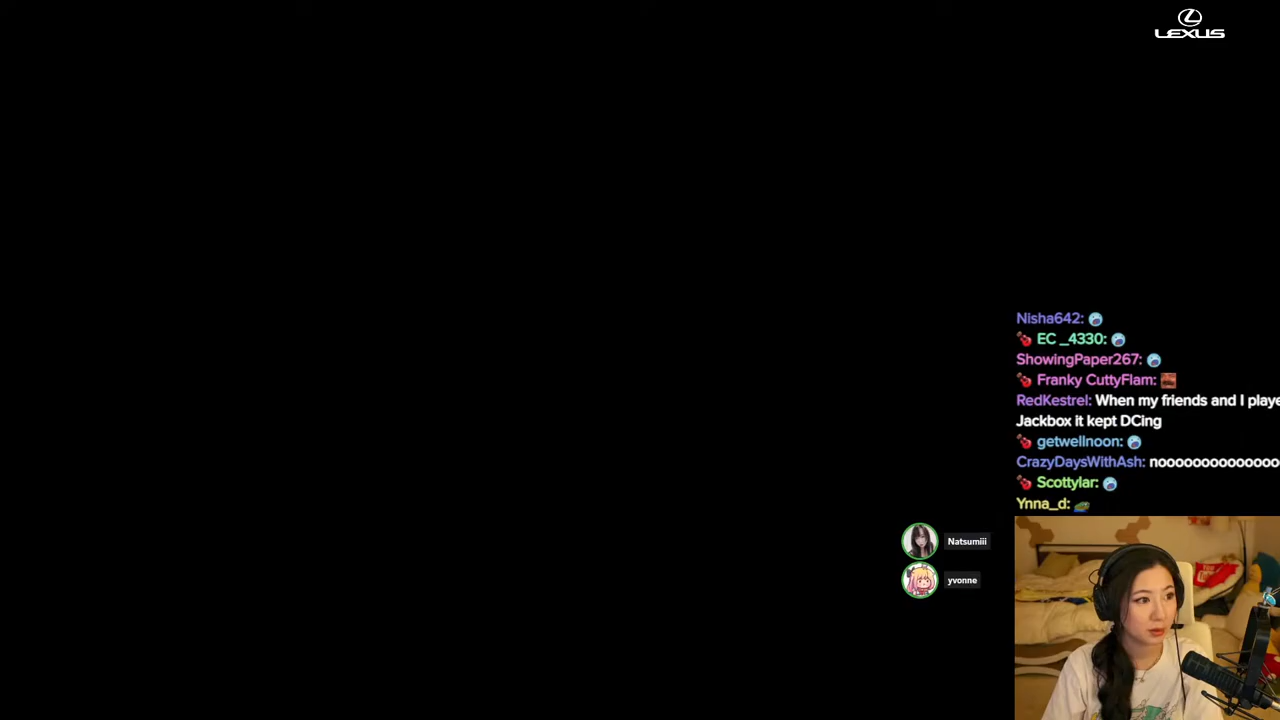 LEXUS
Nisha642:
EC _4330:
ShowingPaper267:
Franky CuttyFlam:
RedKestrel: When my friends and I playe
Jackbox it kept DCing
getwellnoon:
CrazyDaysWithAsh: nooooooooooooo
Scottylar:
Ynna_d:
Natsumiii
yvonne